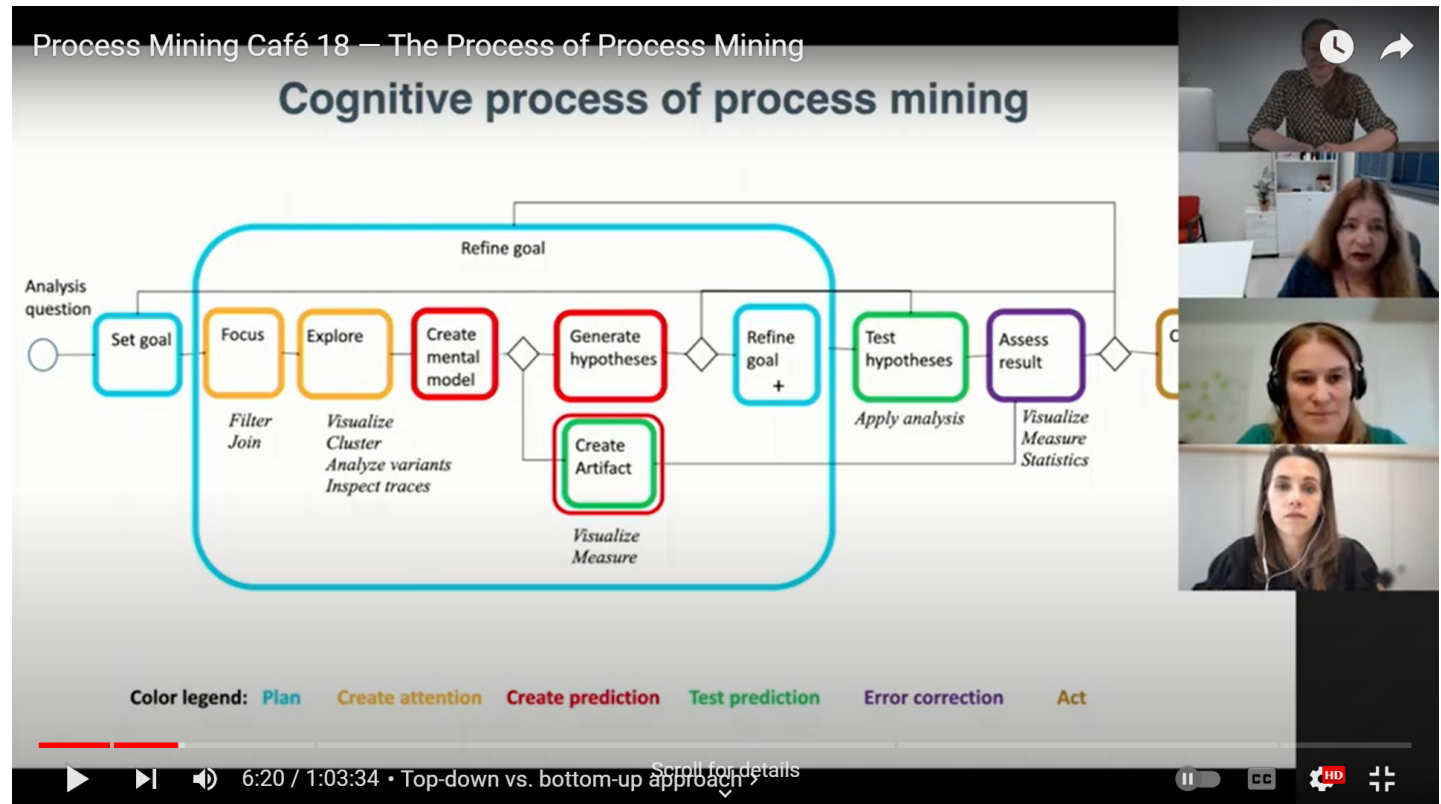 Process Mining Café 18 — The Process of Process Mining
Cognitive process of process mining
Refine goal
Analysis
question
Set goal
Focus
Explore
Create
mental
model
Generate
hypotheses
Refine
goal
+
Test
hypotheses
Assess
result
C
Filter
Join
Visualize
Cluster
Analyze variants
Inspect traces
Create
Artifact
Visualize
Measure
Apply analysis
Visualize
Measure
Statistics
Color legend: Plan Create attention Create prediction Test prediction Error correction Act
6:20 / 1:03:34 • Top-down vs. bottom-up approach ›
Scroll for details
CC
HD